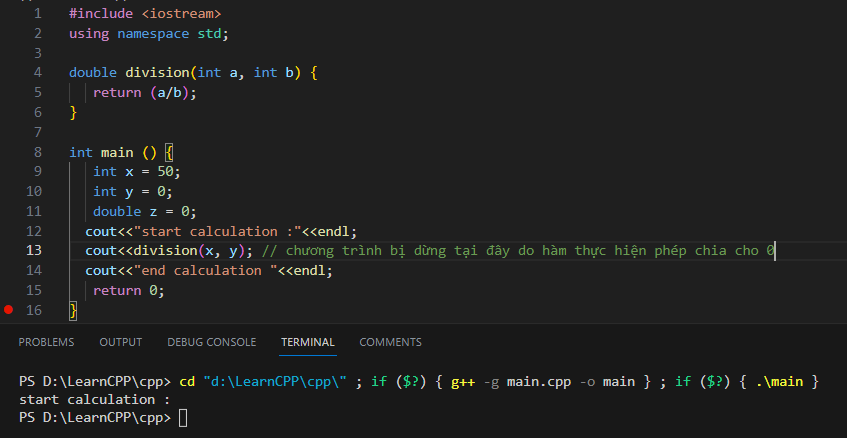 1 #include <iostream>
2 using namespace std;
3
4 double division(int a, int b) {
5 return (a/b);
6 }
7
8 int main () {
9 int x = 50;
10 int y = 0;
11 double z = 0;
12 cout<<"start calculation :"<<endl;
13 cout<<division(x, y); // chương trình bị dừng tại đây do hàm thực hiện phép chia cho 0
14 cout<<"end calculation "<<endl;
15 return 0;
16 }
PROBLEMS OUTPUT DEBUG CONSOLE TERMINAL COMMENTS
PS D:\LearnCPP\cpp> cd "d:\LearnCPP\cpp\" ; if ($?) { g++ -g main.cpp -o main } ; if ($?) { .\main }
start calculation :
PS D:\LearnCPP\cpp>